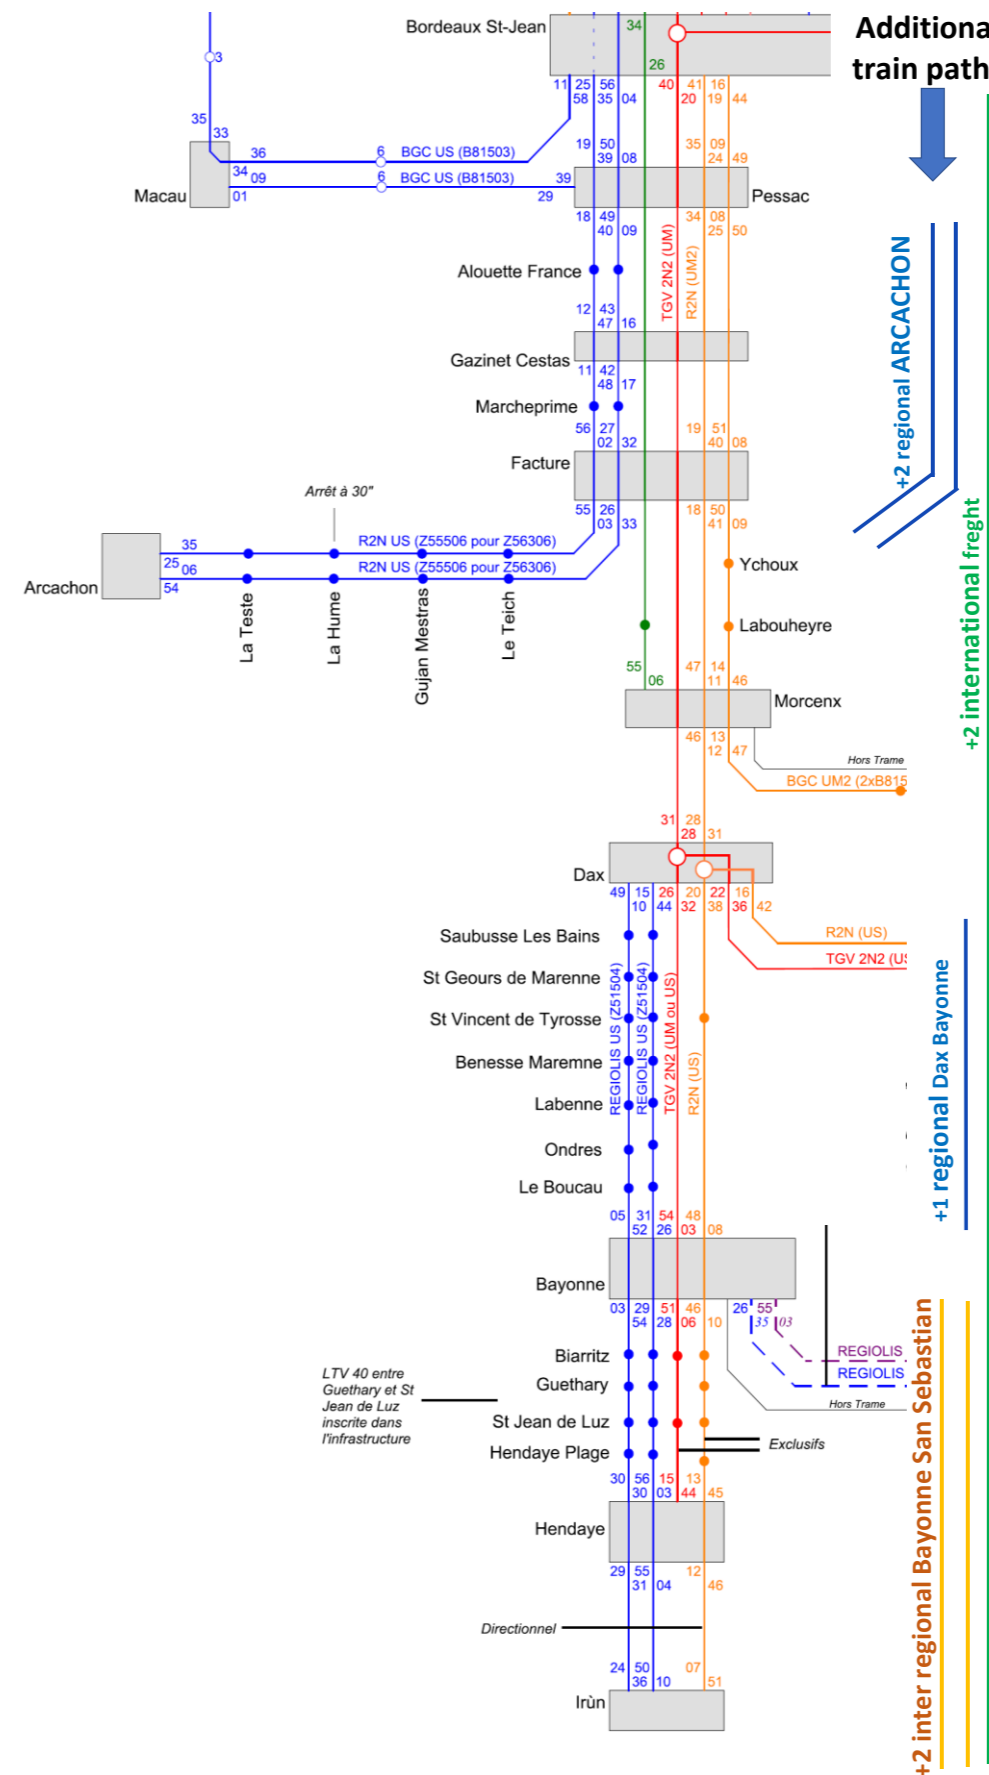 Bordeaux St-Jean
Additiona
train path
34
26
3
11 25 56
58 35 04
40
20
41 16
19 44
35
33
36
6 BGC US (B81503)
34 09
01
6 BGC US (B81503)
39
29
Macau
19 50
39 08
35 09
24 49
Pessac
18 49
40 09
34 08
25 50
TGV 2N2 (UM)
R2N (UM2)
Alouette France
12 43
47 16
Gazinet Cestas
11 42
48 17
Marcheprime
56 27
02 32
19 51
40 08
Facture
55 26
03 33
18 50
41 09
+2 regional ARCACHON
Arrêt à 30"
35
R2N US (Z55506 pour Z56306)
25 06
54
R2N US (Z55506 pour Z56306)
Arcachon
La Teste
La Hume
Gujan Mestras
Le Teich
Ychoux
Labouheyre
+2 international freght
55
06
47 14
11 46
Morcenx
46 13
12 47
Hors Trame
BGC UM2 (2xB815
31 28
28 31
Dax
49 15 26 20 22 16
10 44 32 38 36 42
R2N (US)
TGV 2N2 (US
Saubusse Les Bains
St Geours de Marenne
St Vincent de Tyrosse
Benesse Maremne
Labenne
Ondres
Le Boucau
REGIOLIS US (Z51504)
REGIOLIS US (Z51504)
TGV 2N2 (UM ou US)
R2N (US)
+1 regional Dax Bayonne
05 31 54 48
52 26 03 08
Bayonne
03 29 51 46 26 55
54 28 06 10 35 03
REGIOLIS
REGIOLIS
Hors Trame
Biarritz
Guethary
St Jean de Luz
Hendaye Plage
LTV 40 entre
Guethary et St
Jean de Luz
inscrite dans
l'infrastructure
Exclusifs
30 56 15 13
30 03 44 45
Hendaye
29 55 12
31 04 46
Directionnel
24 50 07
36 10 51
Irùn
+2 inter regional Bayonne San Sebastian